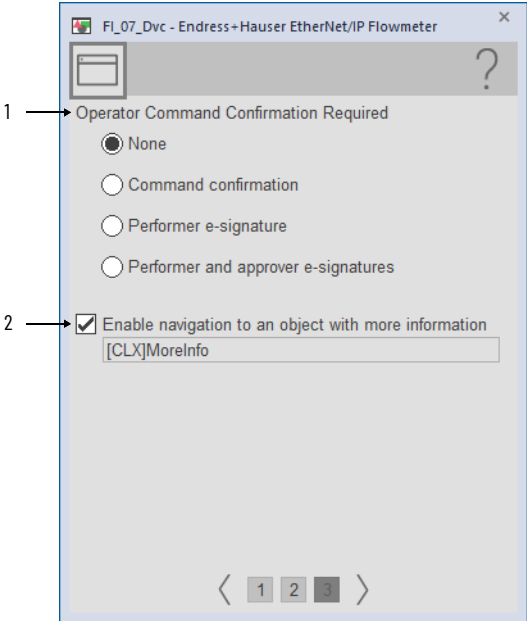 FI_07_Dvc - Endress+Hauser EtherNet/IP Flowmeter
?
1
Operator Command Confirmation Required
None
Command confirmation
Performer e-signature
Performer and approver e-signatures
2
Enable navigation to an object with more information
[CLX]MoreInfo
1 2 3